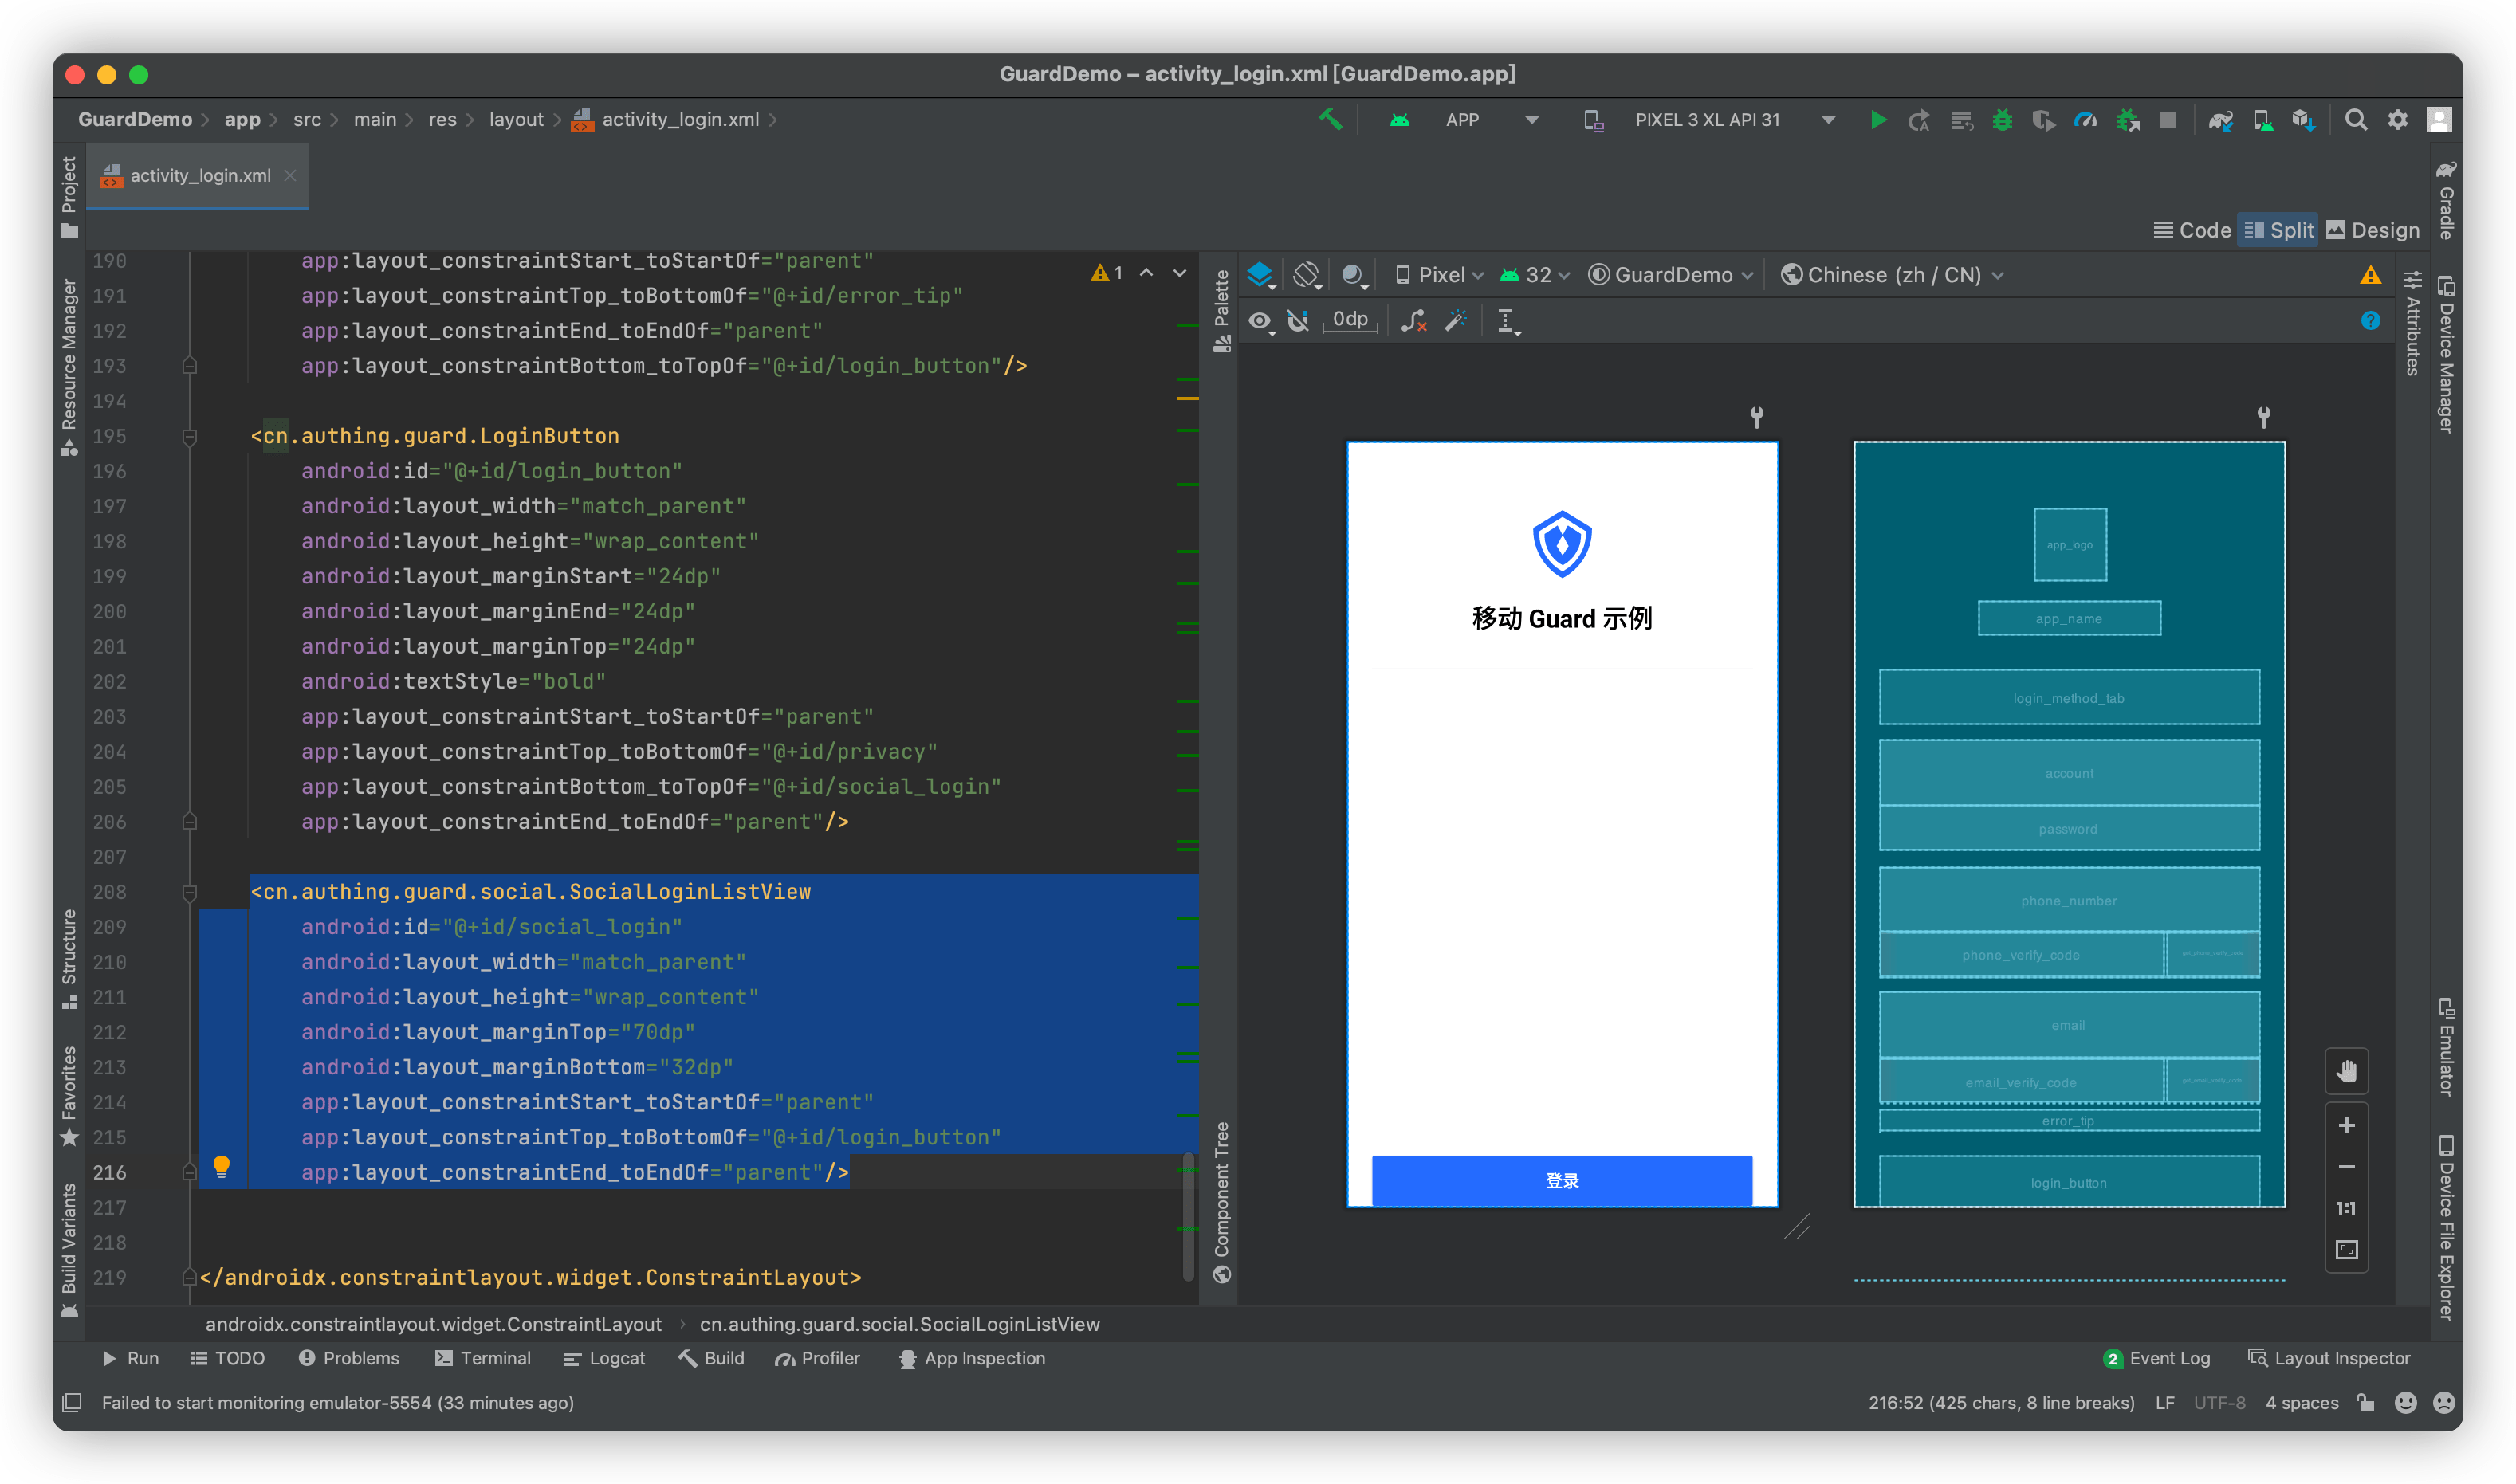 GuardDemo – activity_login.xml [GuardDemo.app]
GuardDemo app src main res layout activity_login.xml
APP
PIXEL 3 XL API 31
activity_login.xml
Code Split Design
Project
Resource Manager
Structure
Favorites
Build Variants
190 app:layout_constraintStart_toStartOf="parent"
191 app:layout_constraintTop_toBottomOf="@+id/error_tip"
192 app:layout_constraintEnd_toEndOf="parent"
193 app:layout_constraintBottom_toTopOf="@+id/login_button"/>
194
195 <cn.authing.guard.LoginButton
196 android:id="@+id/login_button"
197 android:layout_width="match_parent"
198 android:layout_height="wrap_content"
199 android:layout_marginStart="24dp"
200 android:layout_marginEnd="24dp"
201 android:layout_marginTop="24dp"
202 android:textStyle="bold"
203 app:layout_constraintStart_toStartOf="parent"
204 app:layout_constraintTop_toBottomOf="@+id/privacy"
205 app:layout_constraintBottom_toTopOf="@+id/social_login"
206 app:layout_constraintEnd_toEndOf="parent"/>
207
208 <cn.authing.guard.social.SocialLoginListView
209 android:id="@+id/social_login"
210 android:layout_width="match_parent"
211 android:layout_height="wrap_content"
212 android:layout_marginTop="70dp"
213 android:layout_marginBottom="32dp"
214 app:layout_constraintStart_toStartOf="parent"
215 app:layout_constraintTop_toBottomOf="@+id/login_button"
216 app:layout_constraintEnd_toEndOf="parent"/>
217
218
219 </androidx.constraintlayout.widget.ConstraintLayout>
1
Palette
Component Tree
Pixel 32 GuardDemo Chinese (zh / CN)
0dp
移动 Guard 示例
登录
app_logo
app_name
login_method_tab
account
password
phone_number
phone_verify_code
get_phone_verify_code
email
email_verify_code
get_email_verify_code
error_tip
login_button
1:1
Attributes
Gradle
Device Manager
Emulator
Device File Explorer
androidx.constraintlayout.widget.ConstraintLayout cn.authing.guard.social.SocialLoginListView
Run TODO Problems Terminal Logcat Build Profiler App Inspection
2 Event Log Layout Inspector
Failed to start monitoring emulator-5554 (33 minutes ago)
216:52 (425 chars, 8 line breaks) LF UTF-8 4 spaces